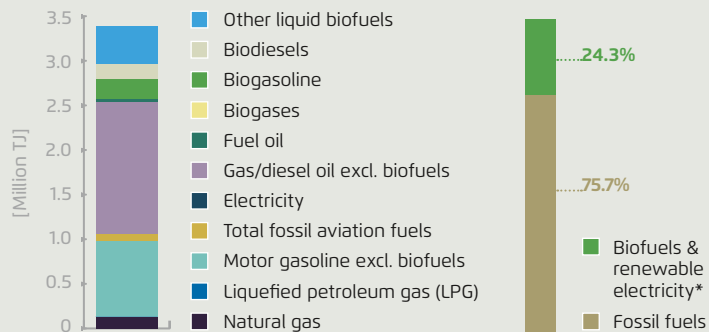 3.5
3.0
2.5
2.0
1.5
1.0
0.5
0
[Million TJ]
Other liquid biofuels
Biodiesels
Biogasoline
Biogases
Fuel oil
Gas/diesel oil excl. biofuels
Electricity
Total fossil aviation fuels
Motor gasoline excl. biofuels
Liquefied petroleum gas (LPG)
Natural gas
24.3%
75.7%
Biofuels &
renewable
electricity*
Fossil fuels